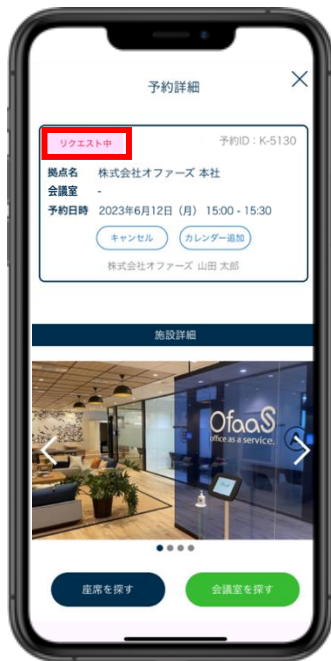 予約詳細
リクエスト中
予約ID：K-5130
拠点名 株式会社オファーズ 本社
会議室 -
予約日時 2023年6月12日（月） 15:00 - 15:30
キャンセル
カレンダー追加
株式会社オファーズ 山田 太郎
施設詳細
OfaaS
office as a service.
座席を探す
会議室を探す